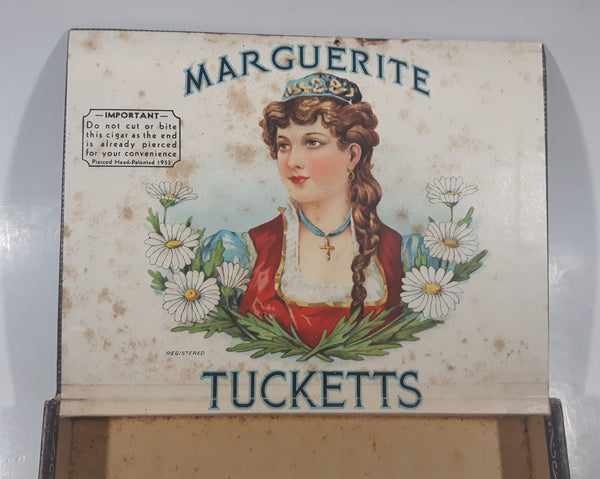 MARGUERITE
—IMPORTANT—
Do not cut or bite
this cigar as the end
is already pierced
for your convenience
Pierced Head-Patented 1933
REGISTERED
TUCKETTS